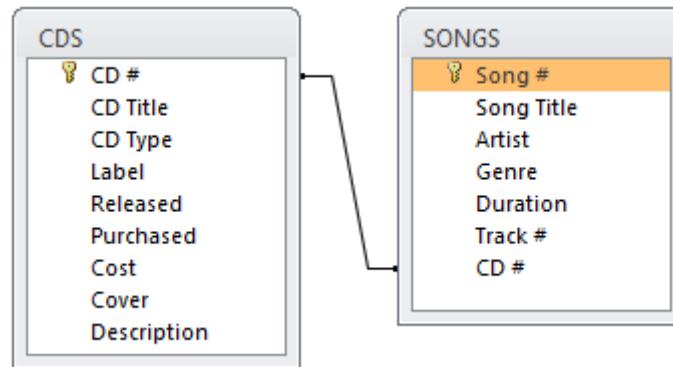 CDS
CD #
CD Title
CD Type
Label
Released
Purchased
Cost
Cover
Description
SONGS
Song #
Song Title
Artist
Genre
Duration
Track #
CD #